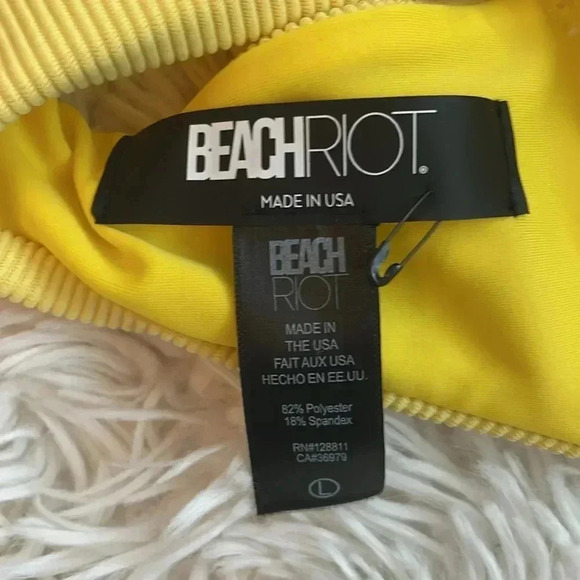 BEACHRIOT®
MADE IN USA
BEACH
RIOT
MADE IN
THE USA
FAIT AUX USA
HECHO EN EE.UU.
82% Polyester
18% Spandex
RN#128811
CA#36979
L